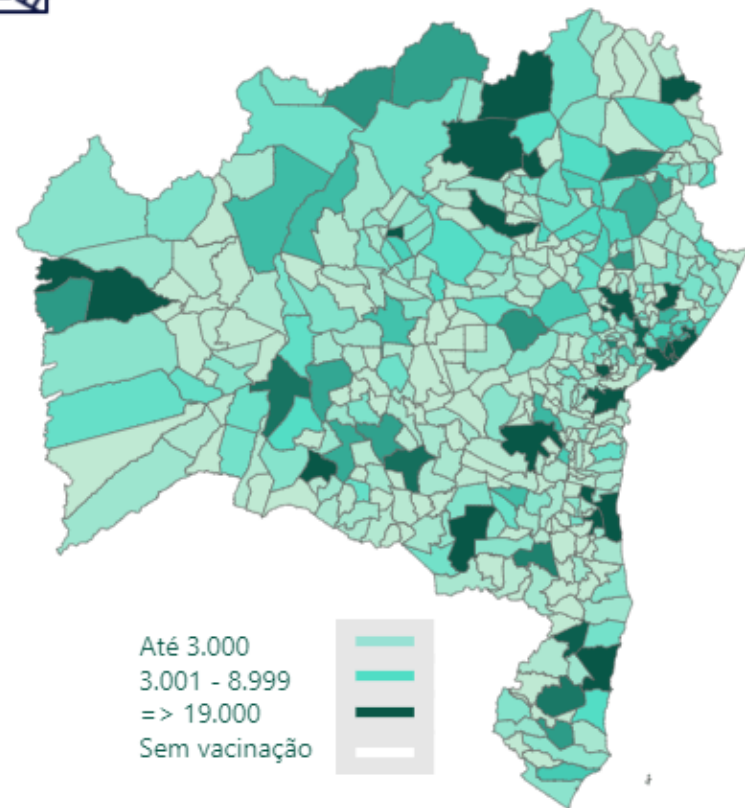 Até 3.000
3.001 - 8.999
=> 19.000
Sem vacinação